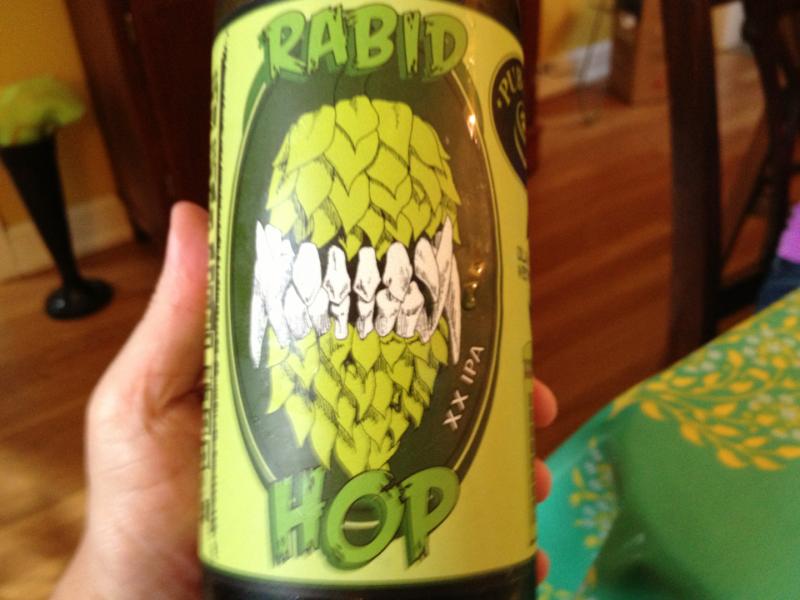 RABID
XX IPA
HOP